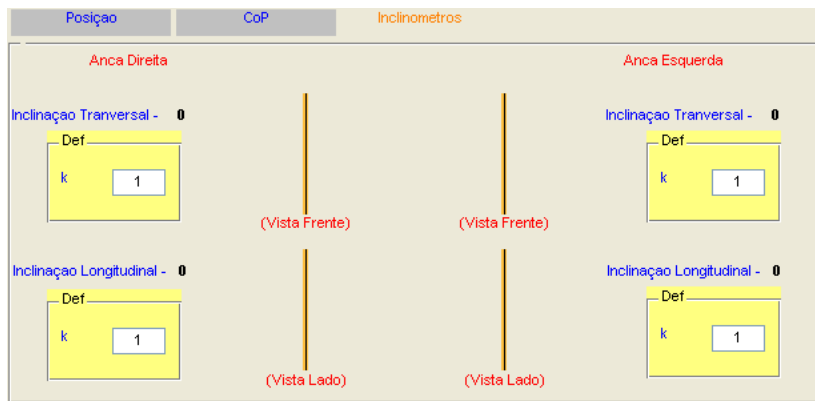 Posiçao CoP Inclinometros
Anca Direita Anca Esquerda
Inclinaçao Tranversal - 0 Inclinaçao Tranversal - 0
Def Def
k 1 k 1
(Vista Frente) (Vista Frente)
Inclinaçao Longitudinal - 0 Inclinaçao Longitudinal - 0
Def Def
k 1 k 1
(Vista Lado) (Vista Lado)